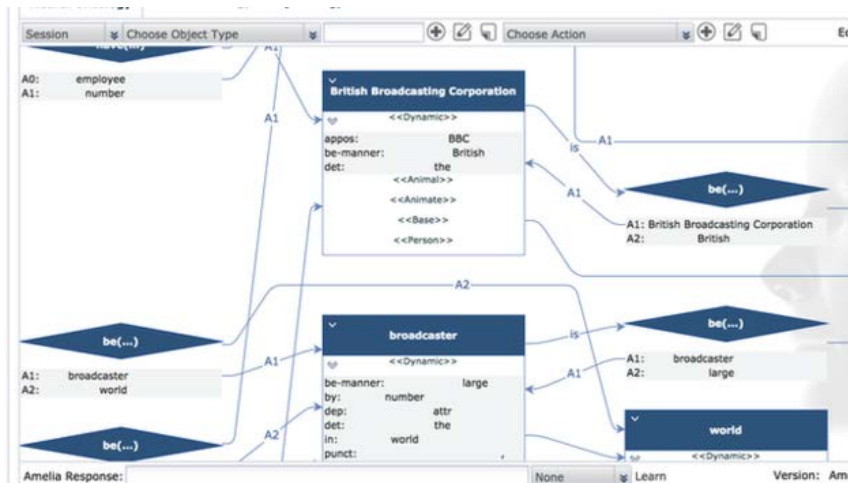 Session Choose Object Type Choose Action Ec
have(...)
A1
A0: employee
A1: number
A1
British Broadcasting Corporation
<<Dynamic>>
appos: BBC
be-manner: British
det: the
<<Animal>>
<<Animate>>
<<Base>>
<<Person>>
is
A1
A1
be(...)
A1: British Broadcasting Corporation
A2: British
A2
be(...)
A1: broadcaster
A2: world
A1
broadcaster
<<Dynamic>>
be-manner: large
by: number
dep: attr
det: the
in: world
punct: ,
is
A1
be(...)
A1: broadcaster
A2: large
be(...)
A2
world
<<Dynamic>>
Amelia Response: None Learn Version: Ame